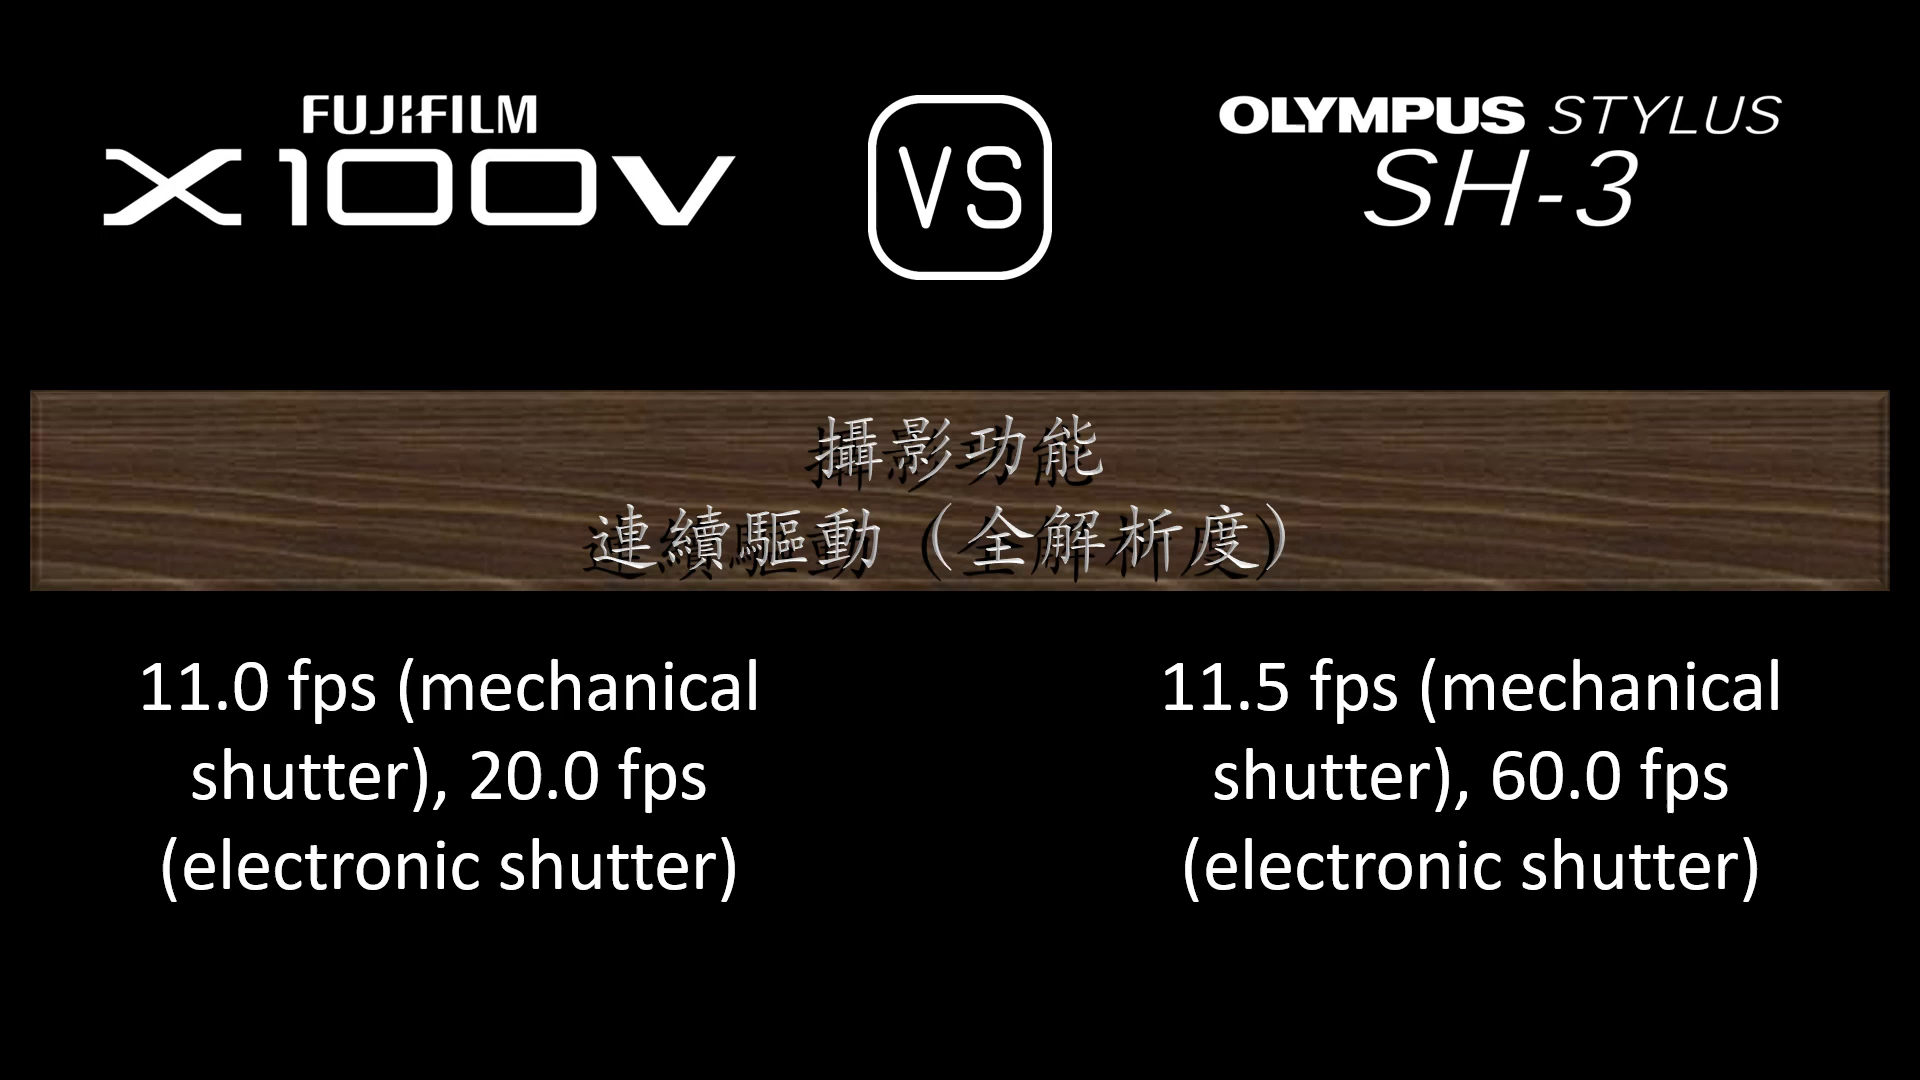 FUJIFILM
X100V
VS
OLYMPUS STYLUS
SH-3
攝影功能
連續驅動（全解析度）
11.0 fps (mechanical
shutter), 20.0 fps
(electronic shutter)
11.5 fps (mechanical
shutter), 60.0 fps
(electronic shutter)